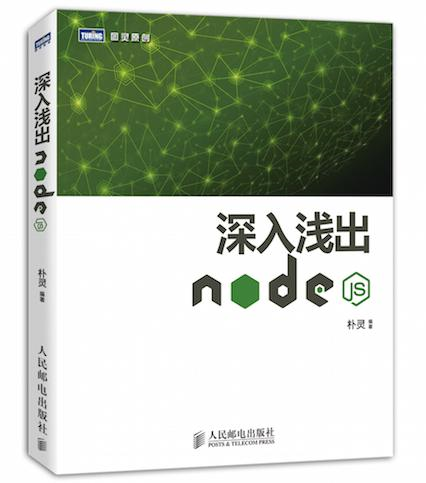 TURING 图灵原创
深入浅出
node
JS
朴灵 编著
人民邮电出版社
POSTS & TELECOM PRESS
TURING
深入浅出
node
JS
朴灵
编著
人民邮电出版社